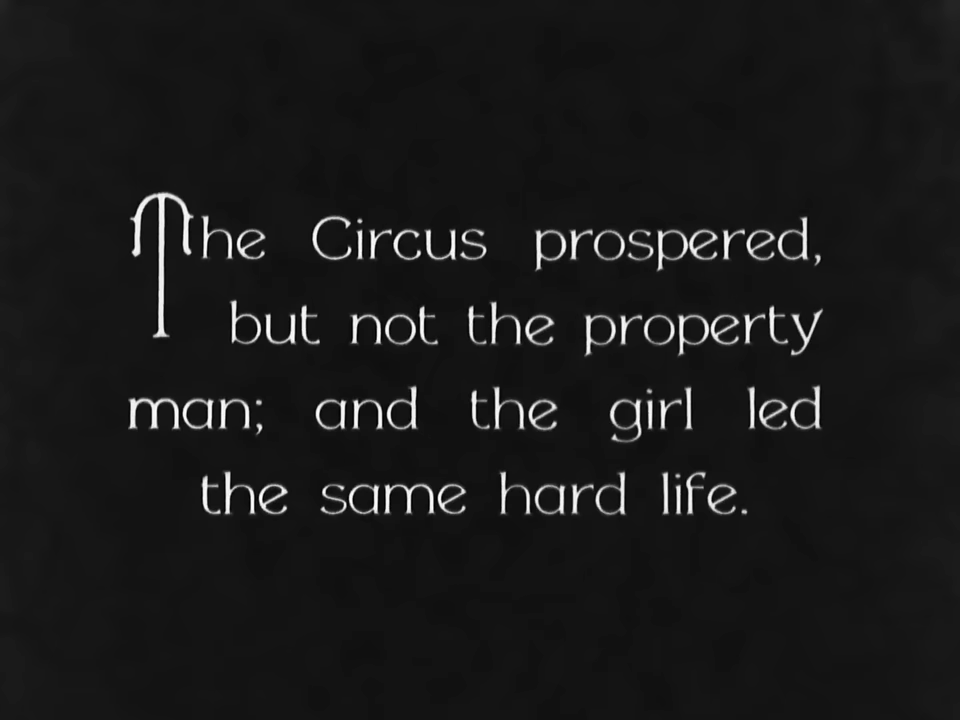 The Circus prospered,
but not the property
man; and the girl led
the same hard life.